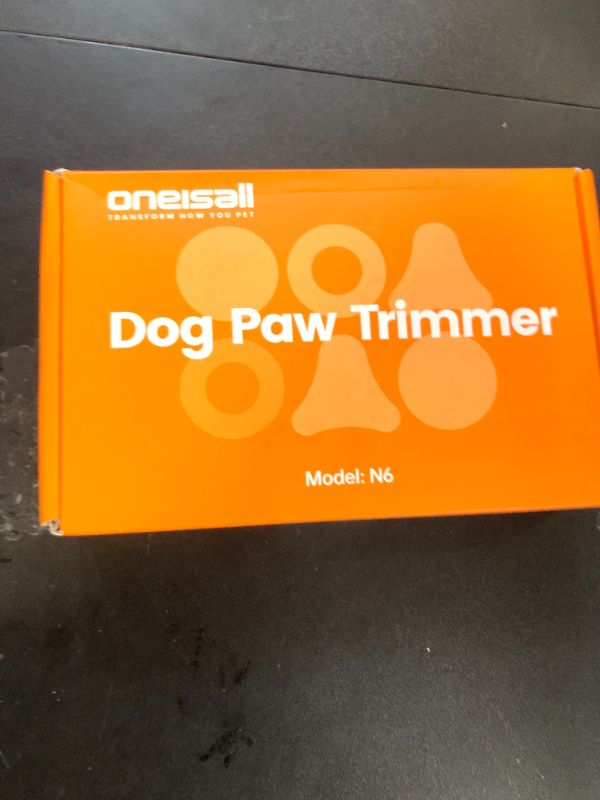 oneisall
TRANSFORM HOW YOU PET
Dog Paw Trimmer
Model: N6